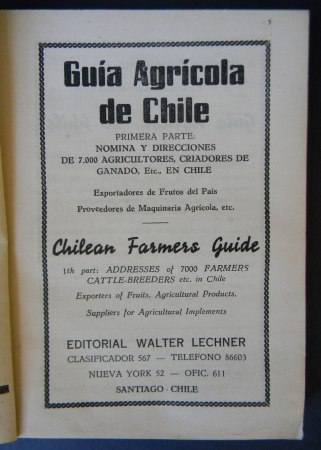 Guía Agrícola
de Chile
PRIMERA PARTE:
NOMINA Y DIRECCIONES
DE 7.000 AGRICULTORES, CRIADORES DE
GANADO, Etc., EN CHILE
Exportadores de Frutos del País
Proveedores de Maquinaria Agrícola, etc.
Chilean Farmers Guide
1th part: ADDRESSES of 7000 FARMERS
CATTLE-BREEDERS etc. in Chile
Exporters of Fruits, Agricultural Products,
Suppliers for Agricultural Implements
EDITORIAL WALTER LECHNER
CLASIFICADOR 567 — TELEFONO 86603
NUEVA YORK 52 — OFIC. 611
SANTIAGO - CHILE